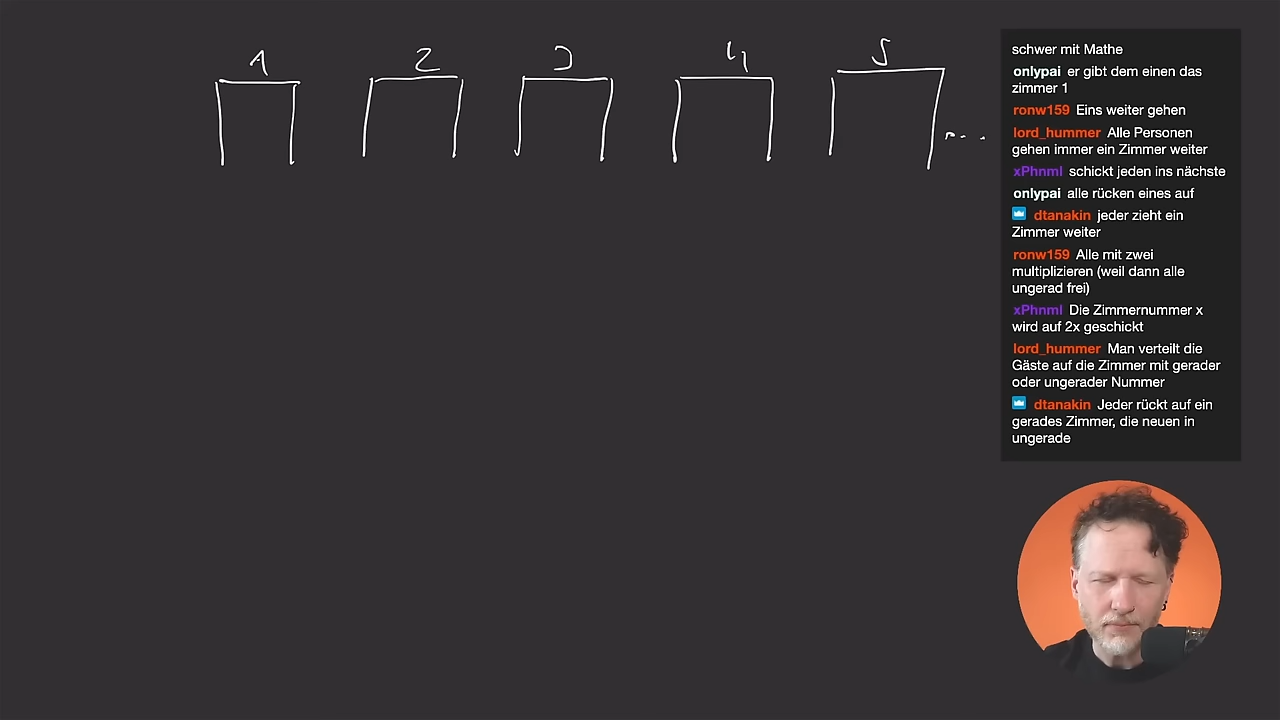 1 2 3 4 5 ...
schwer mit Mathe
onlypai er gibt dem einen das
zimmer 1
ronw159 Eins weiter gehen
lord_hummer Alle Personen
gehen immer ein Zimmer weiter
xPhnml schickt jeden ins nächste
onlypai alle rücken eines auf
dtanakin jeder zieht ein
Zimmer weiter
ronw159 Alle mit zwei
multiplizieren (weil dann alle
ungerad frei)
xPhnml Die Zimmernummer x
wird auf 2x geschickt
lord_hummer Man verteilt die
Gäste auf die Zimmer mit gerader
oder ungerader Nummer
dtanakin Jeder rückt auf ein
gerades Zimmer, die neuen in
ungerade